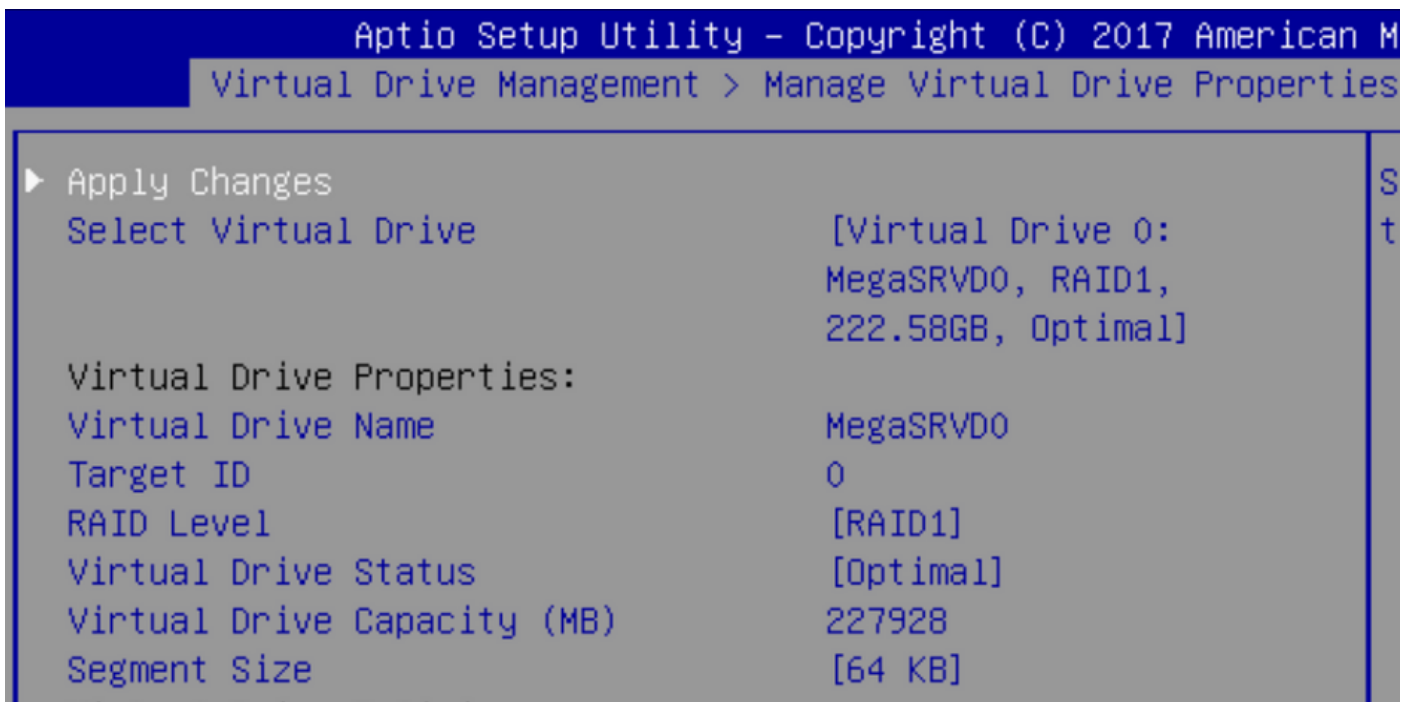 Aptio Setup Utility – Copyright (C) 2017 American M
Virtual Drive Management > Manage Virtual Drive Properties
Apply Changes
S
Select Virtual Drive [Virtual Drive 0:
t
MegaSRVD0, RAID1,
222.58GB, Optimal]
Virtual Drive Properties:
Virtual Drive Name MegaSRVD0
Target ID 0
RAID Level [RAID1]
Virtual Drive Status [Optimal]
Virtual Drive Capacity (MB) 227928
Segment Size [64 KB]